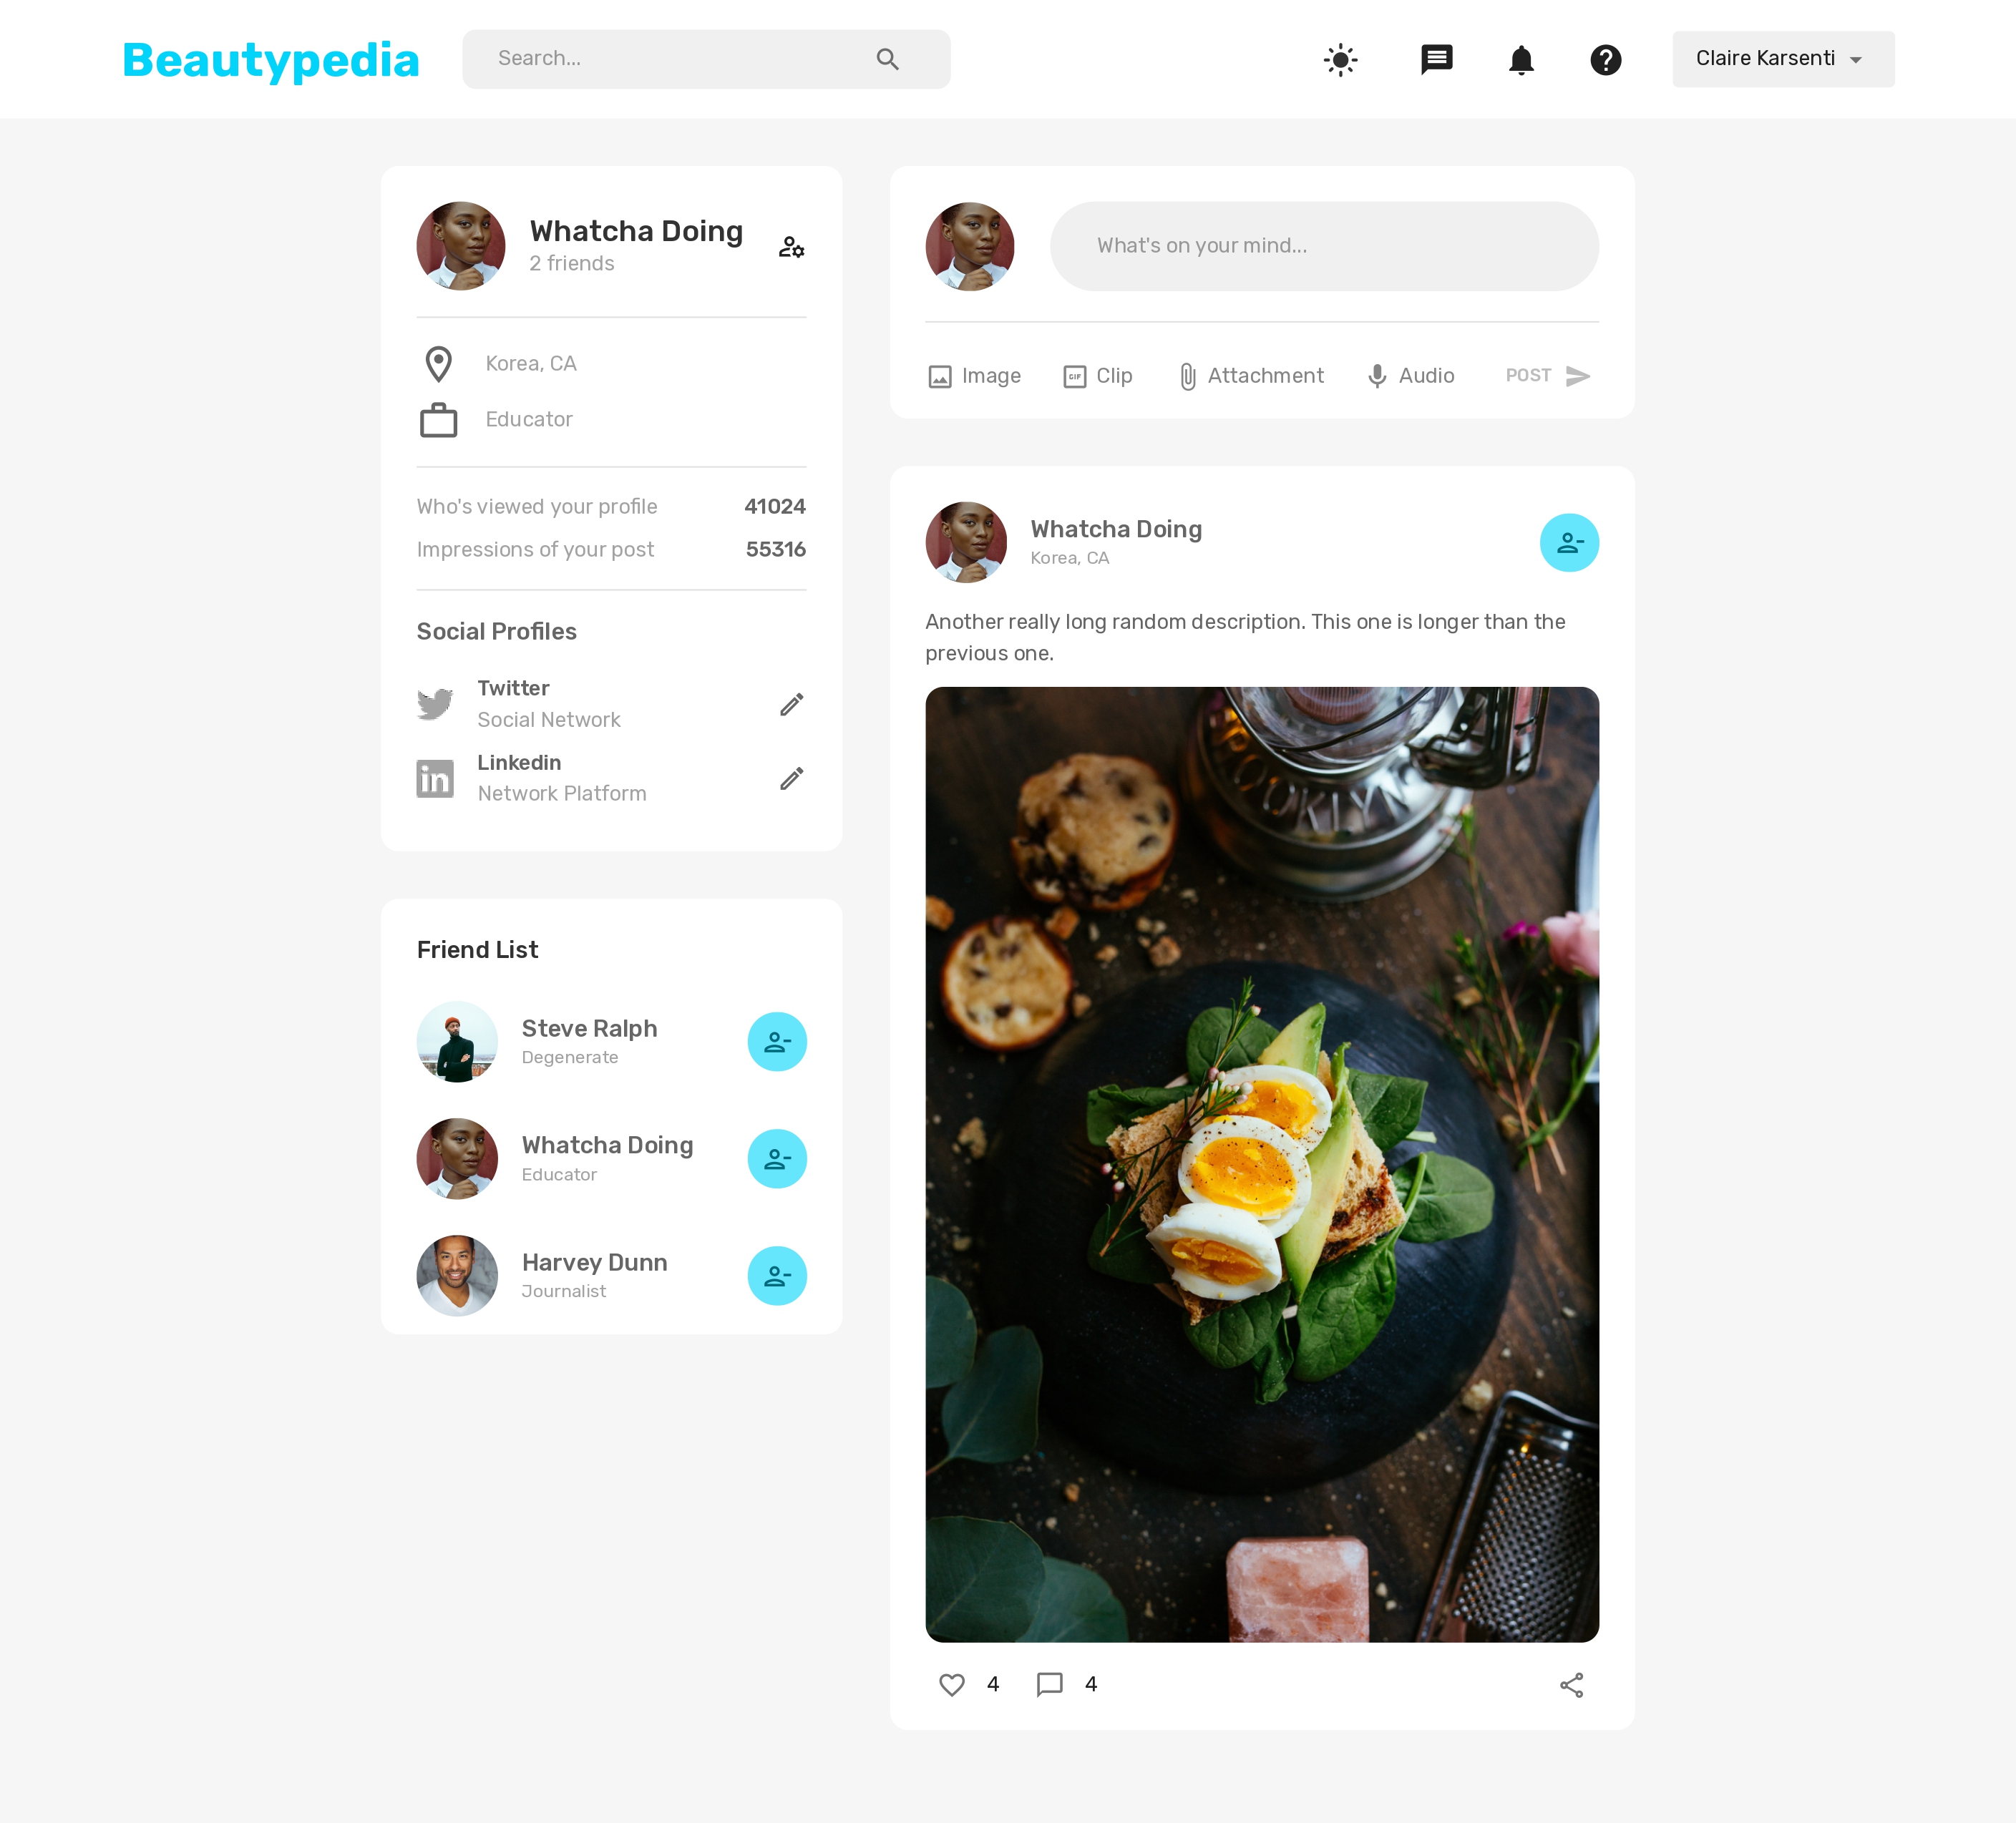 Beautypedia
Search...
Claire Karsenti
Whatcha Doing
2 friends
Korea, CA
Educator
Who's viewed your profile 41024
Impressions of your post 55316
Social Profiles
Twitter
Social Network
Linkedin
Network Platform
Friend List
Steve Ralph
Degenerate
Whatcha Doing
Educator
Harvey Dunn
Journalist
What's on your mind...
Image GIF Clip Attachment Audio POST
Whatcha Doing
Korea, CA
Another really long random description. This one is longer than the
previous one.
4 4